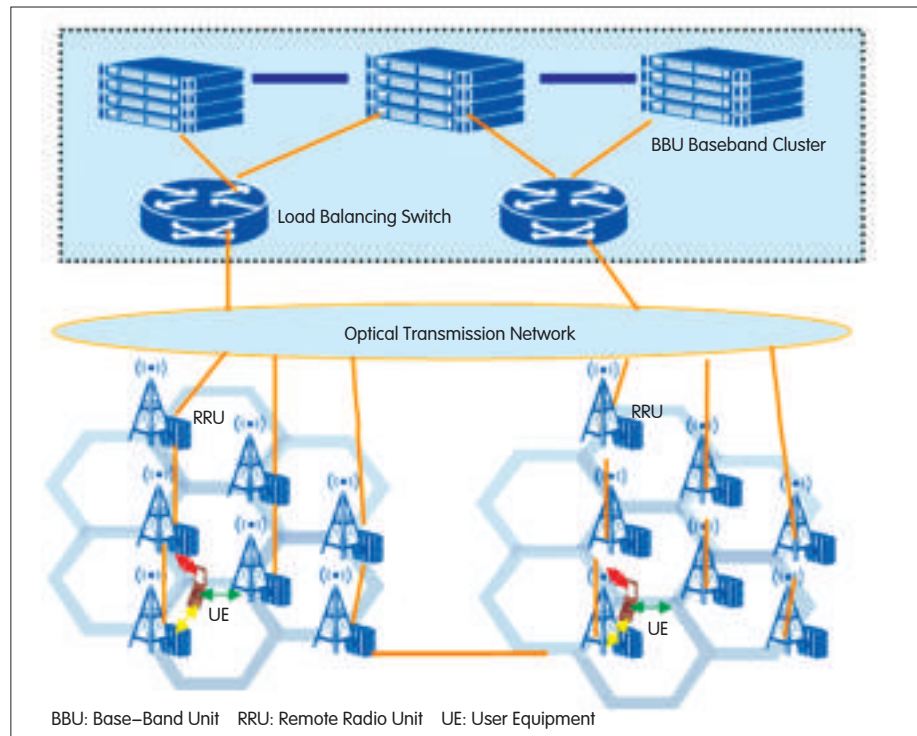 BBU Baseband Cluster
Load Balancing Switch
Optical Transmission Network
RRU
RRU
UE
UE
BBU: Base-Band Unit RRU: Remote Radio Unit UE: User Equipment